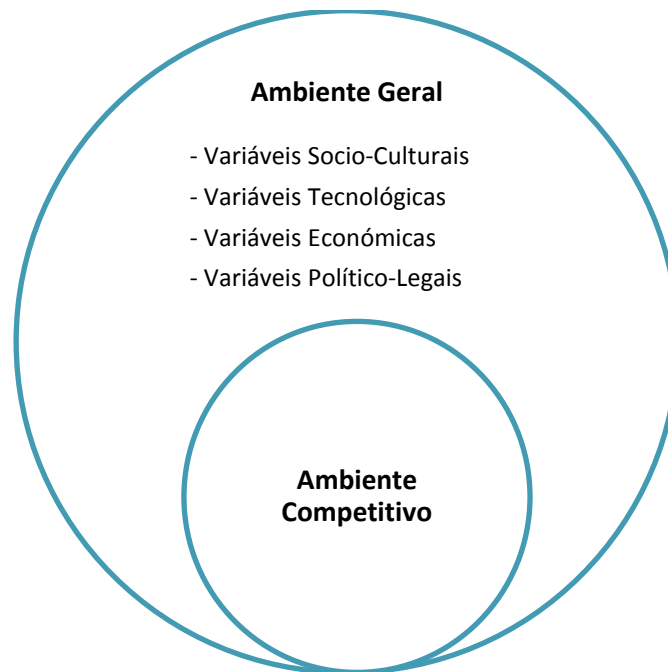 Ambiente Geral
- Variáveis Socio-Culturais
- Variáveis Tecnológicas
- Variáveis Económicas
- Variáveis Político-Legais
Ambiente
Competitivo